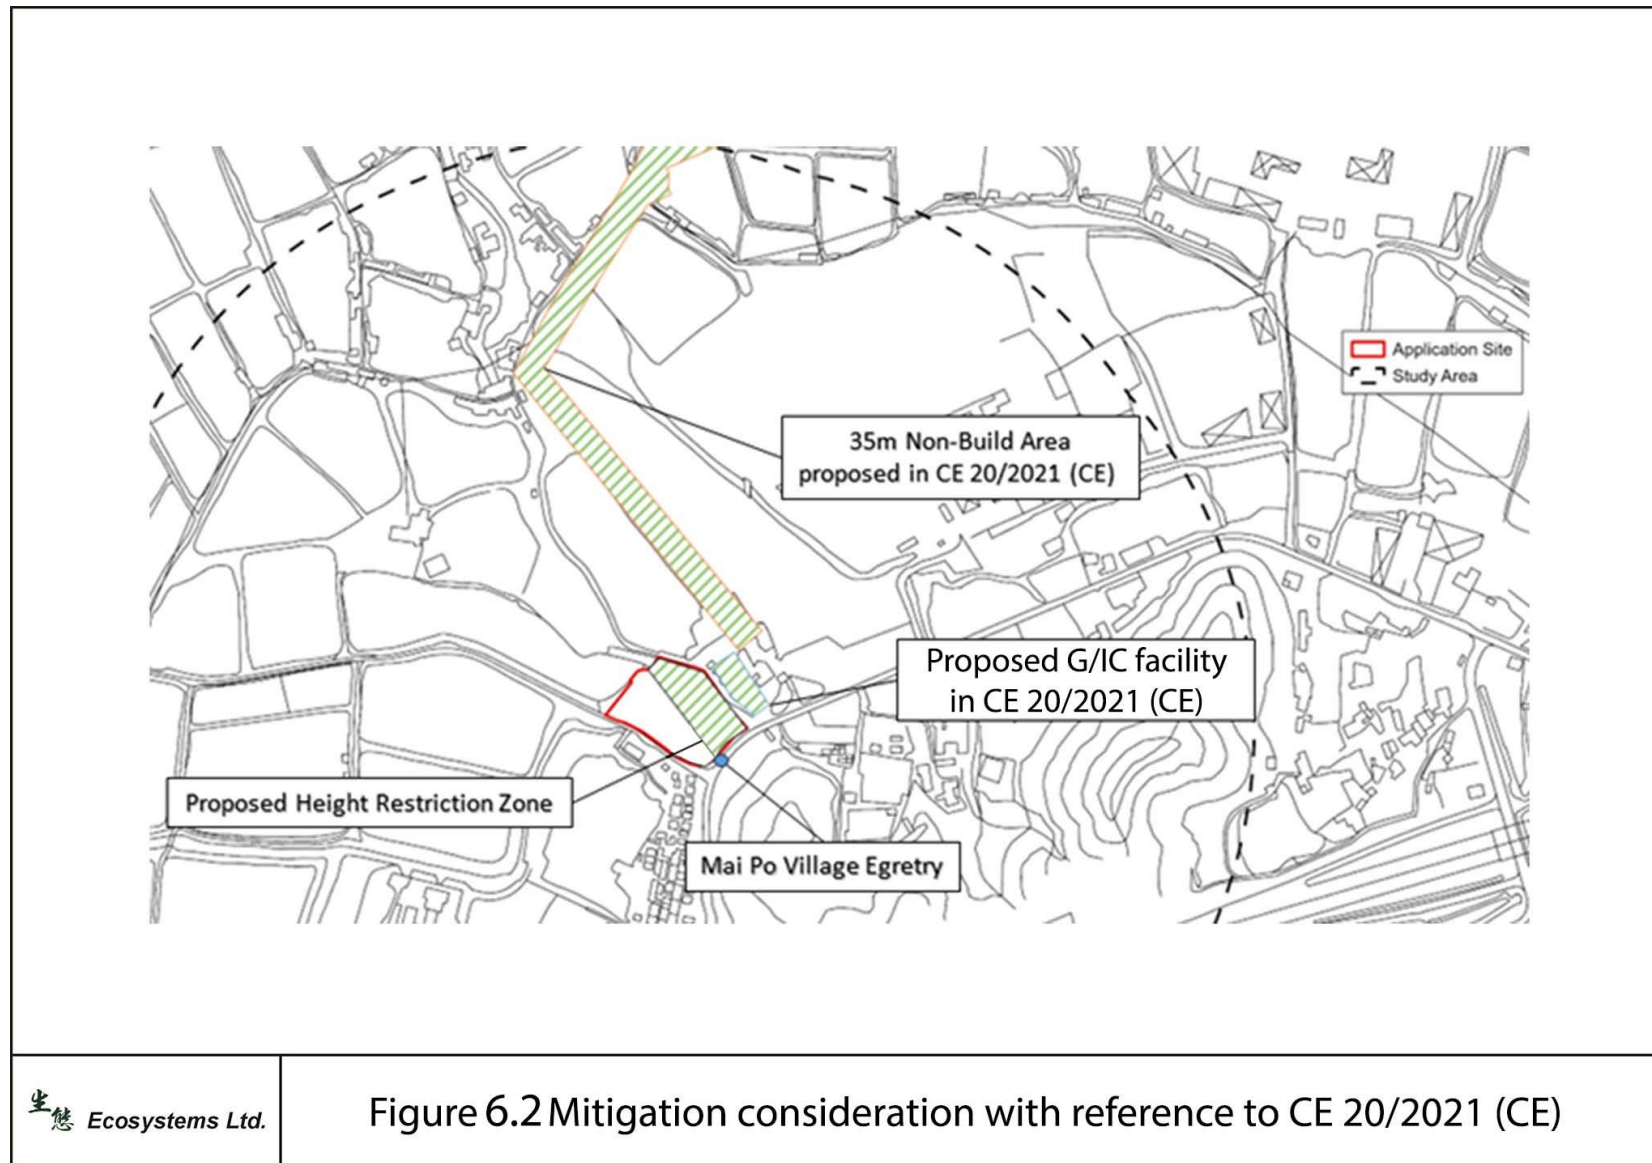 Application Site
Study Area
35m Non-Build Area
proposed in CE 20/2021 (CE)
Proposed G/IC facility
in CE 20/2021 (CE)
Proposed Height Restriction Zone
Mai Po Village Egretry
生態 Ecosystems Ltd.
Figure 6.2 Mitigation consideration with reference to CE 20/2021 (CE)